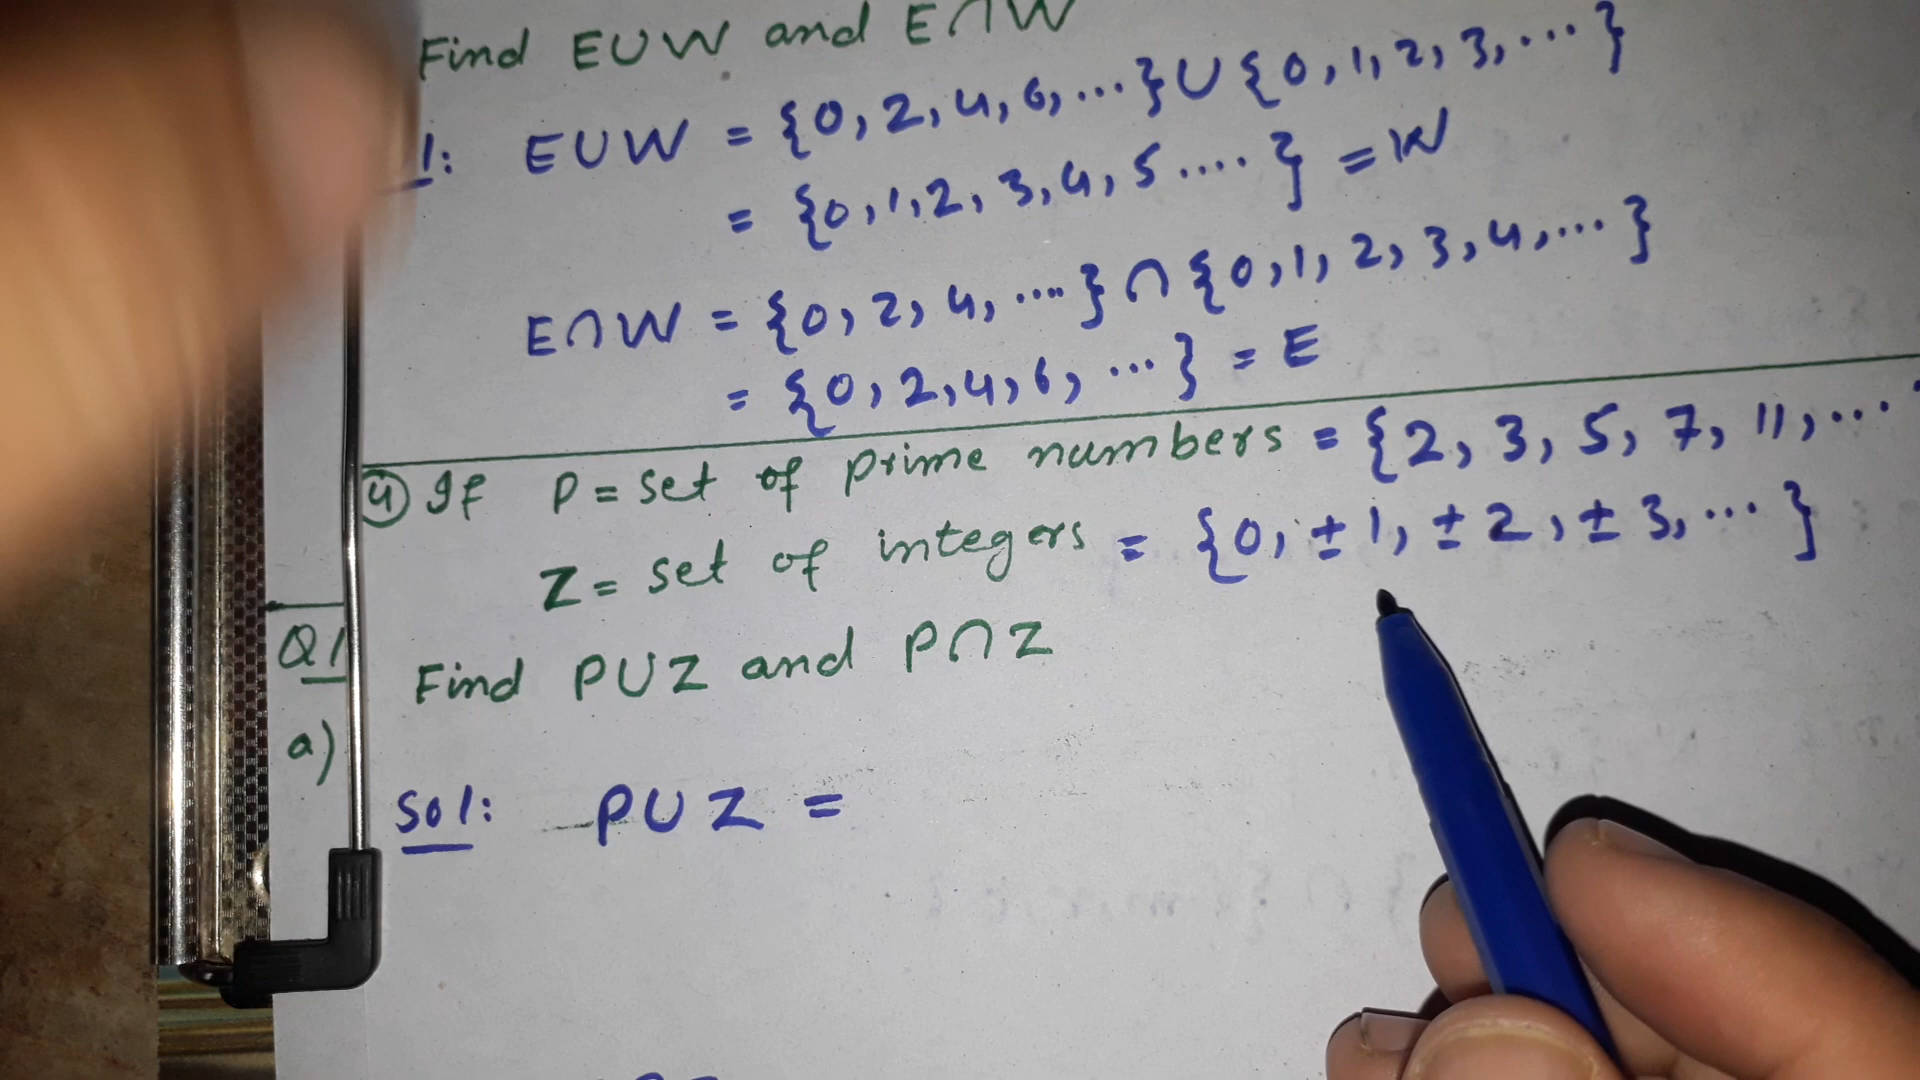 Find E∪W and E∩W
1: E∪W = {0, 2, 4, 6, ...} ∪ {0, 1, 2, 3, ...}
= {0, 1, 2, 3, 4, 5 ....} = W
E∩W = {0, 2, 4, ....} ∩ {0, 1, 2, 3, 4, ...}
= {0, 2, 4, 6, ...} = E
④ If P = set of prime numbers = {2, 3, 5, 7, 11, ...
Z = set of integers = {0, ±1, ±2, ±3, ...}
Q1
Find P∪Z and P∩Z
a)
Sol: P∪Z =